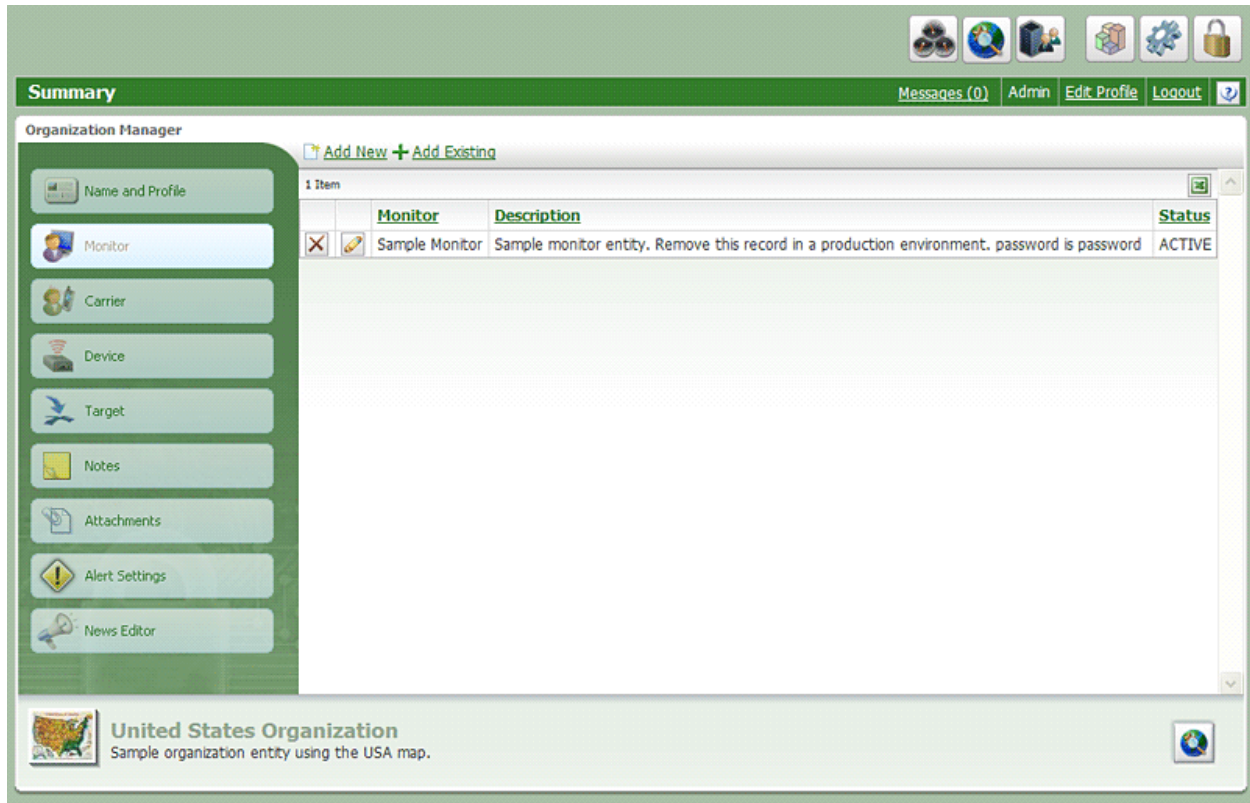 Summary
Messages (0) Admin Edit Profile Logout
Organization Manager
Add New Add Existing
Name and Profile
Monitor
Carrier
Device
Target
Notes
Attachments
Alert Settings
News Editor
1 Item
Monitor Description Status
Sample Monitor Sample monitor entity. Remove this record in a production environment. password is password ACTIVE
United States Organization
Sample organization entity using the USA map.